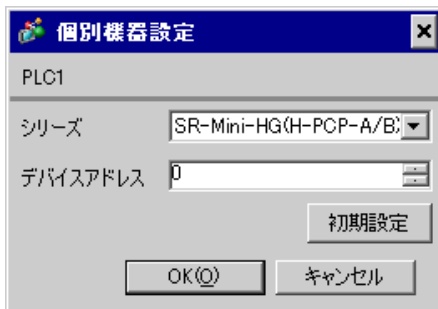 個別機器設定
PLC1
シリーズ SR-Mini-HG(H-PCP-A/B)
デバイスアドレス 0
初期設定
OK(O) キャンセル